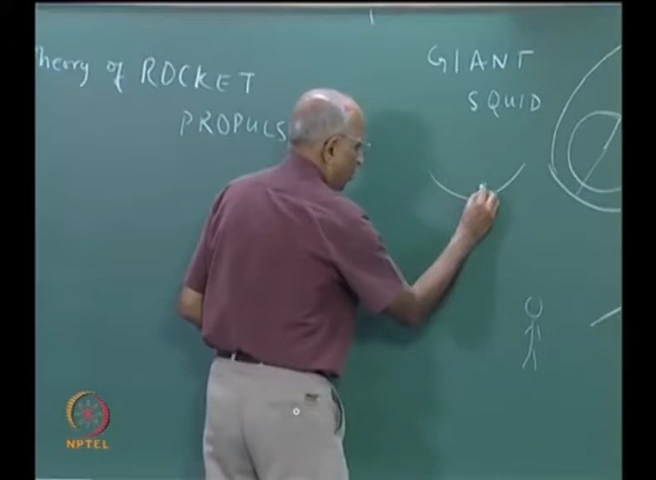 Theory of ROCKET
PROPULS
GIANT
SQUID
NPTEL